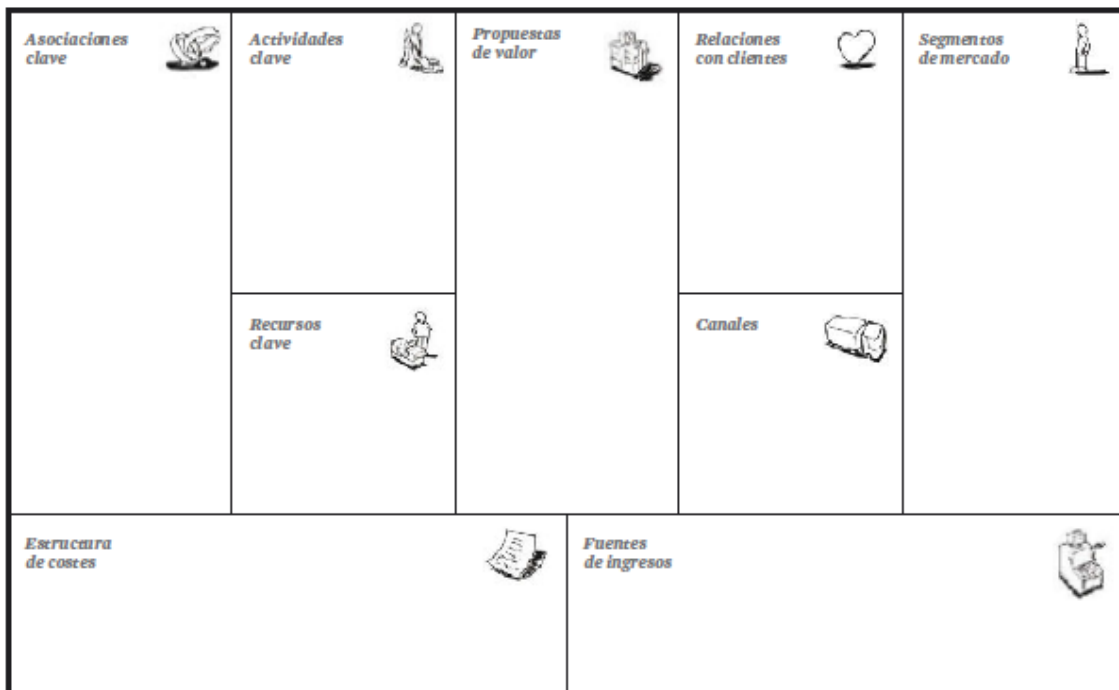 Asociaciones
clave
Actividades
clave
Propuestas
de valor
Relaciones
con clientes
Segmentos
de mercado
Recursos
clave
Canales
Estructura
de costes
Fuentes
de ingresos